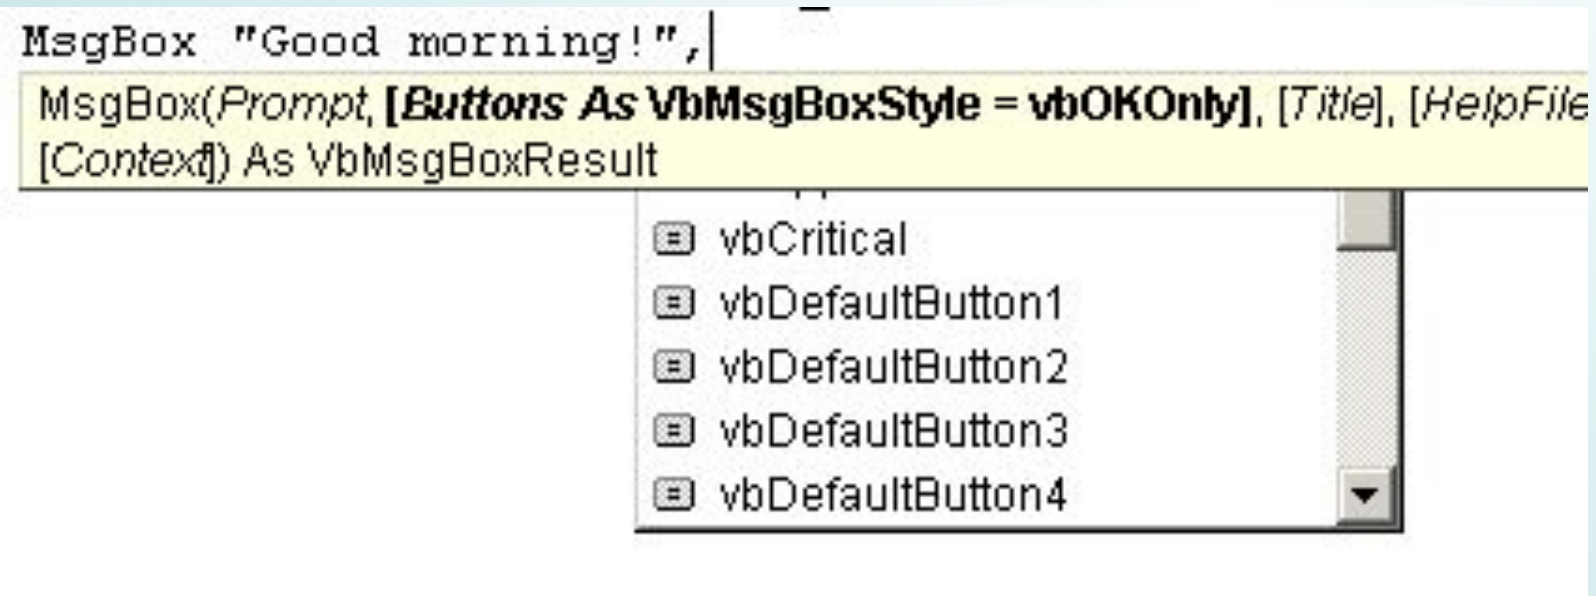 MsgBox "Good morning!",
MsgBox(Prompt, [Buttons As VbMsgBoxStyle = vbOKOnly], [Title], [HelpFile
[Context]) As VbMsgBoxResult
vbCritical
vbDefaultButton1
vbDefaultButton2
vbDefaultButton3
vbDefaultButton4